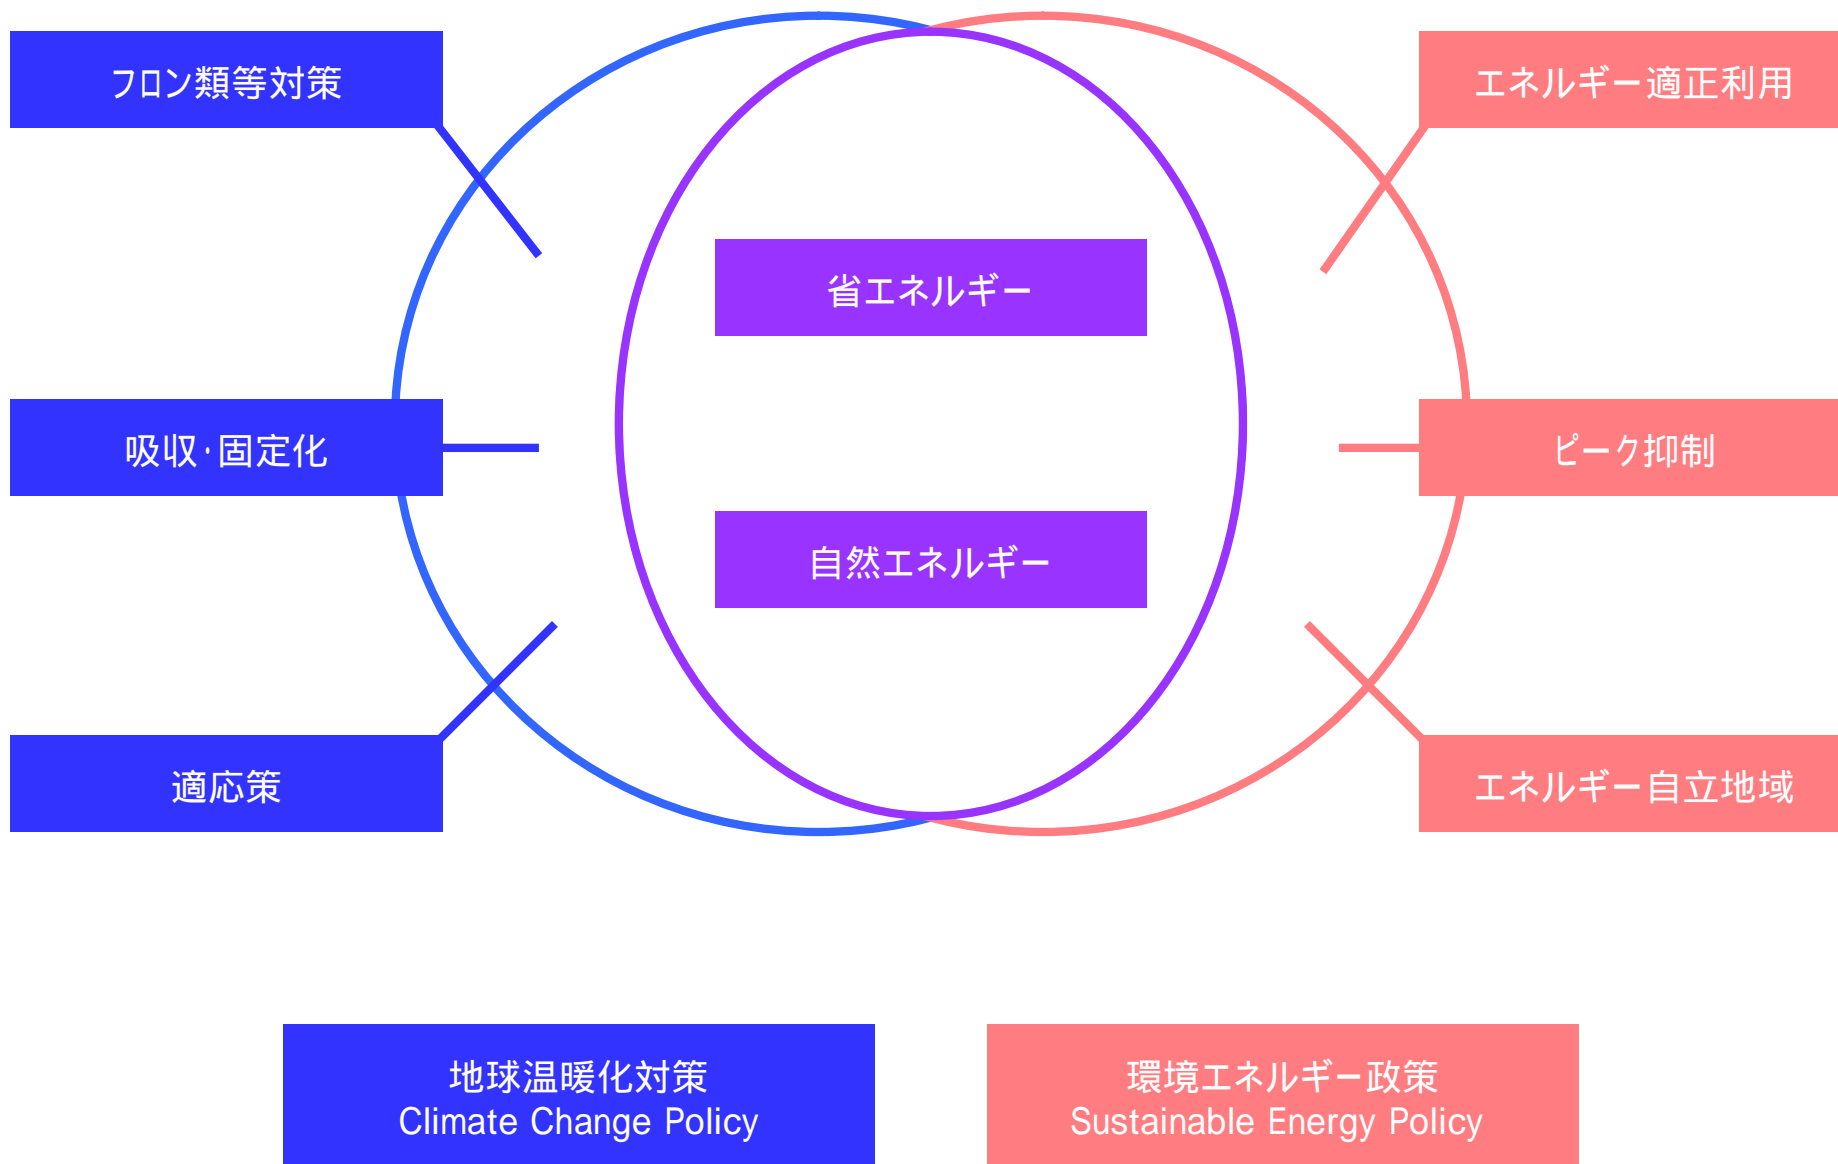 フロン類等対策
エネルギー適正利用
省エネルギー
吸収・固定化
ピーク抑制
自然エネルギー
適応策
エネルギー自立地域
地球温暖化対策
Climate Change Policy
環境エネルギー政策
Sustainable Energy Policy